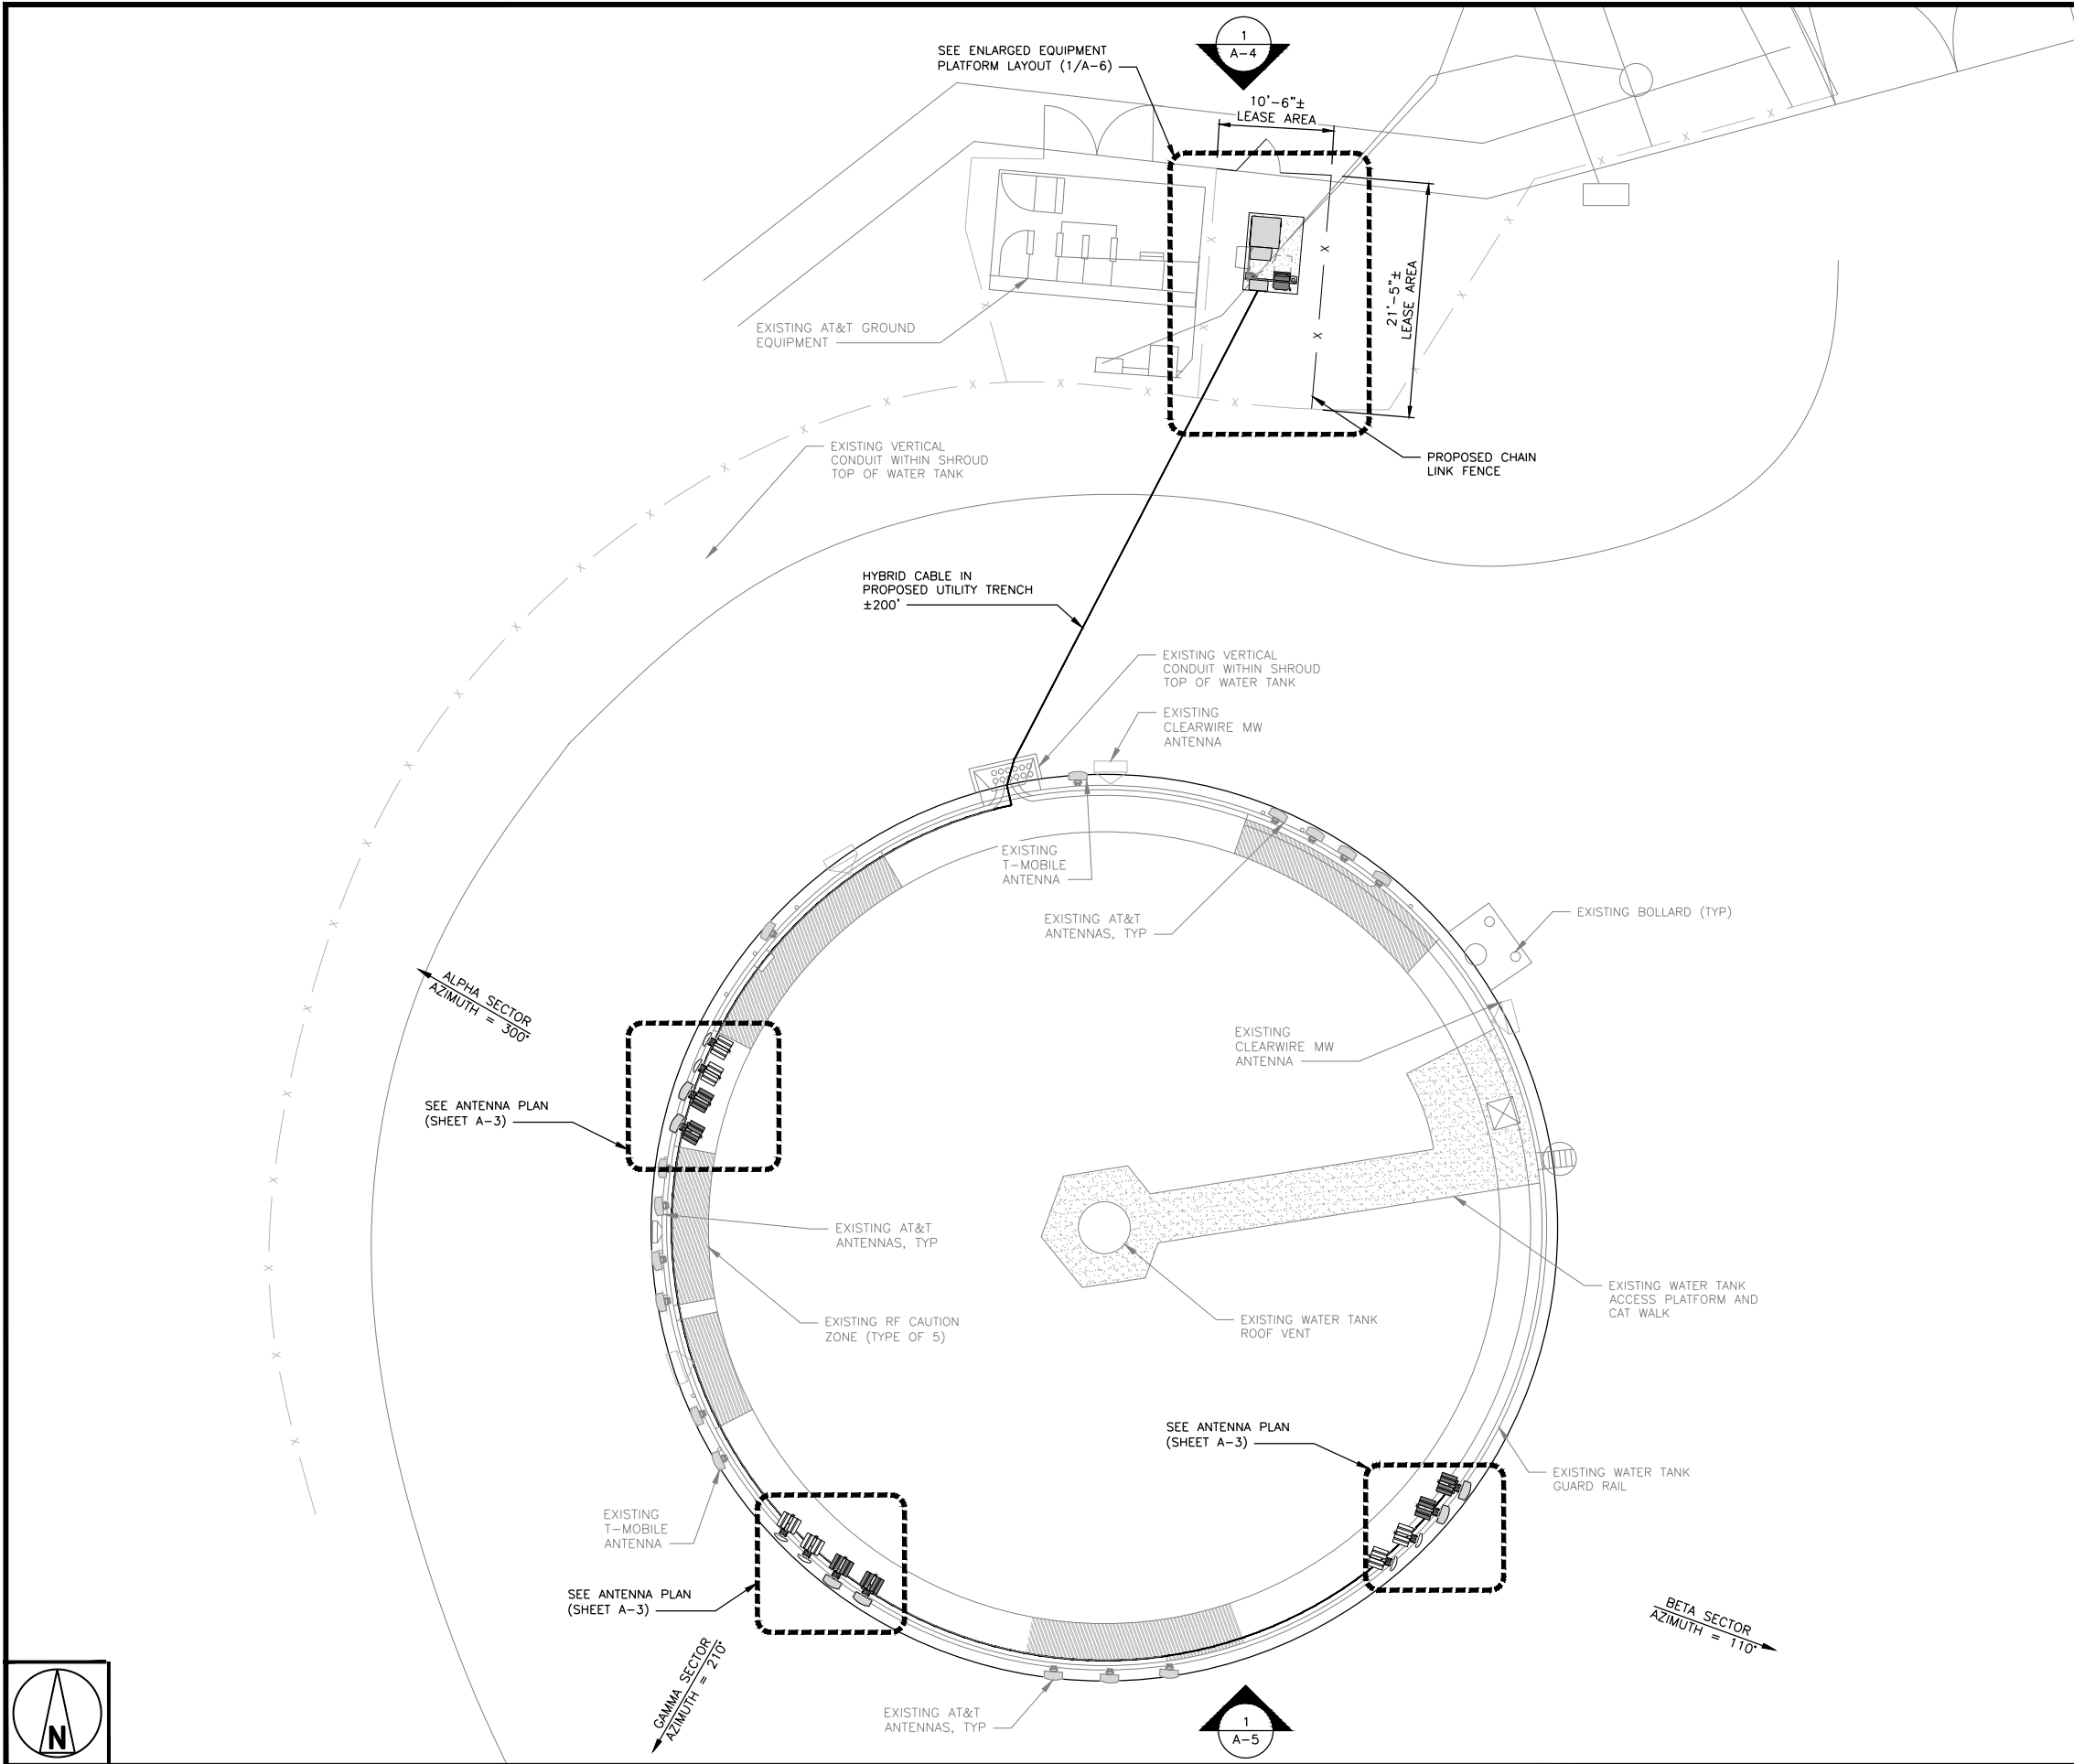 1
A-4
SEE ENLARGED EQUIPMENT
PLATFORM LAYOUT (1/A-6)
10'-6"±
LEASE AREA
21'-5"±
LEASE AREA
X X X X X X X X X X X X X X X X X X X X X X X X X X X X X X X X X
EXISTING AT&T GROUND
EQUIPMENT
EXISTING VERTICAL
CONDUIT WITHIN SHROUD
TOP OF WATER TANK
PROPOSED CHAIN
LINK FENCE
HYBRID CABLE IN
PROPOSED UTILITY TRENCH
±200'
EXISTING VERTICAL
CONDUIT WITHIN SHROUD
TOP OF WATER TANK
EXISTING
CLEARWIRE MW
ANTENNA
EXISTING
T-MOBILE
ANTENNA
EXISTING AT&T
ANTENNAS, TYP
EXISTING BOLLARD (TYP)
ALPHA SECTOR
AZIMUTH = 300°
EXISTING
CLEARWIRE MW
ANTENNA
SEE ANTENNA PLAN
(SHEET A-3)
EXISTING AT&T
ANTENNAS, TYP
EXISTING WATER TANK
ACCESS PLATFORM AND
CAT WALK
EXISTING RF CAUTION
ZONE (TYPE OF 5)
EXISTING WATER TANK
ROOF VENT
SEE ANTENNA PLAN
(SHEET A-3)
EXISTING WATER TANK
GUARD RAIL
EXISTING
T-MOBILE
ANTENNA
SEE ANTENNA PLAN
(SHEET A-3)
BETA SECTOR
AZIMUTH = 110°
GAMMA SECTOR
AZIMUTH = 210°
EXISTING AT&T
ANTENNAS, TYP
1
A-5
N